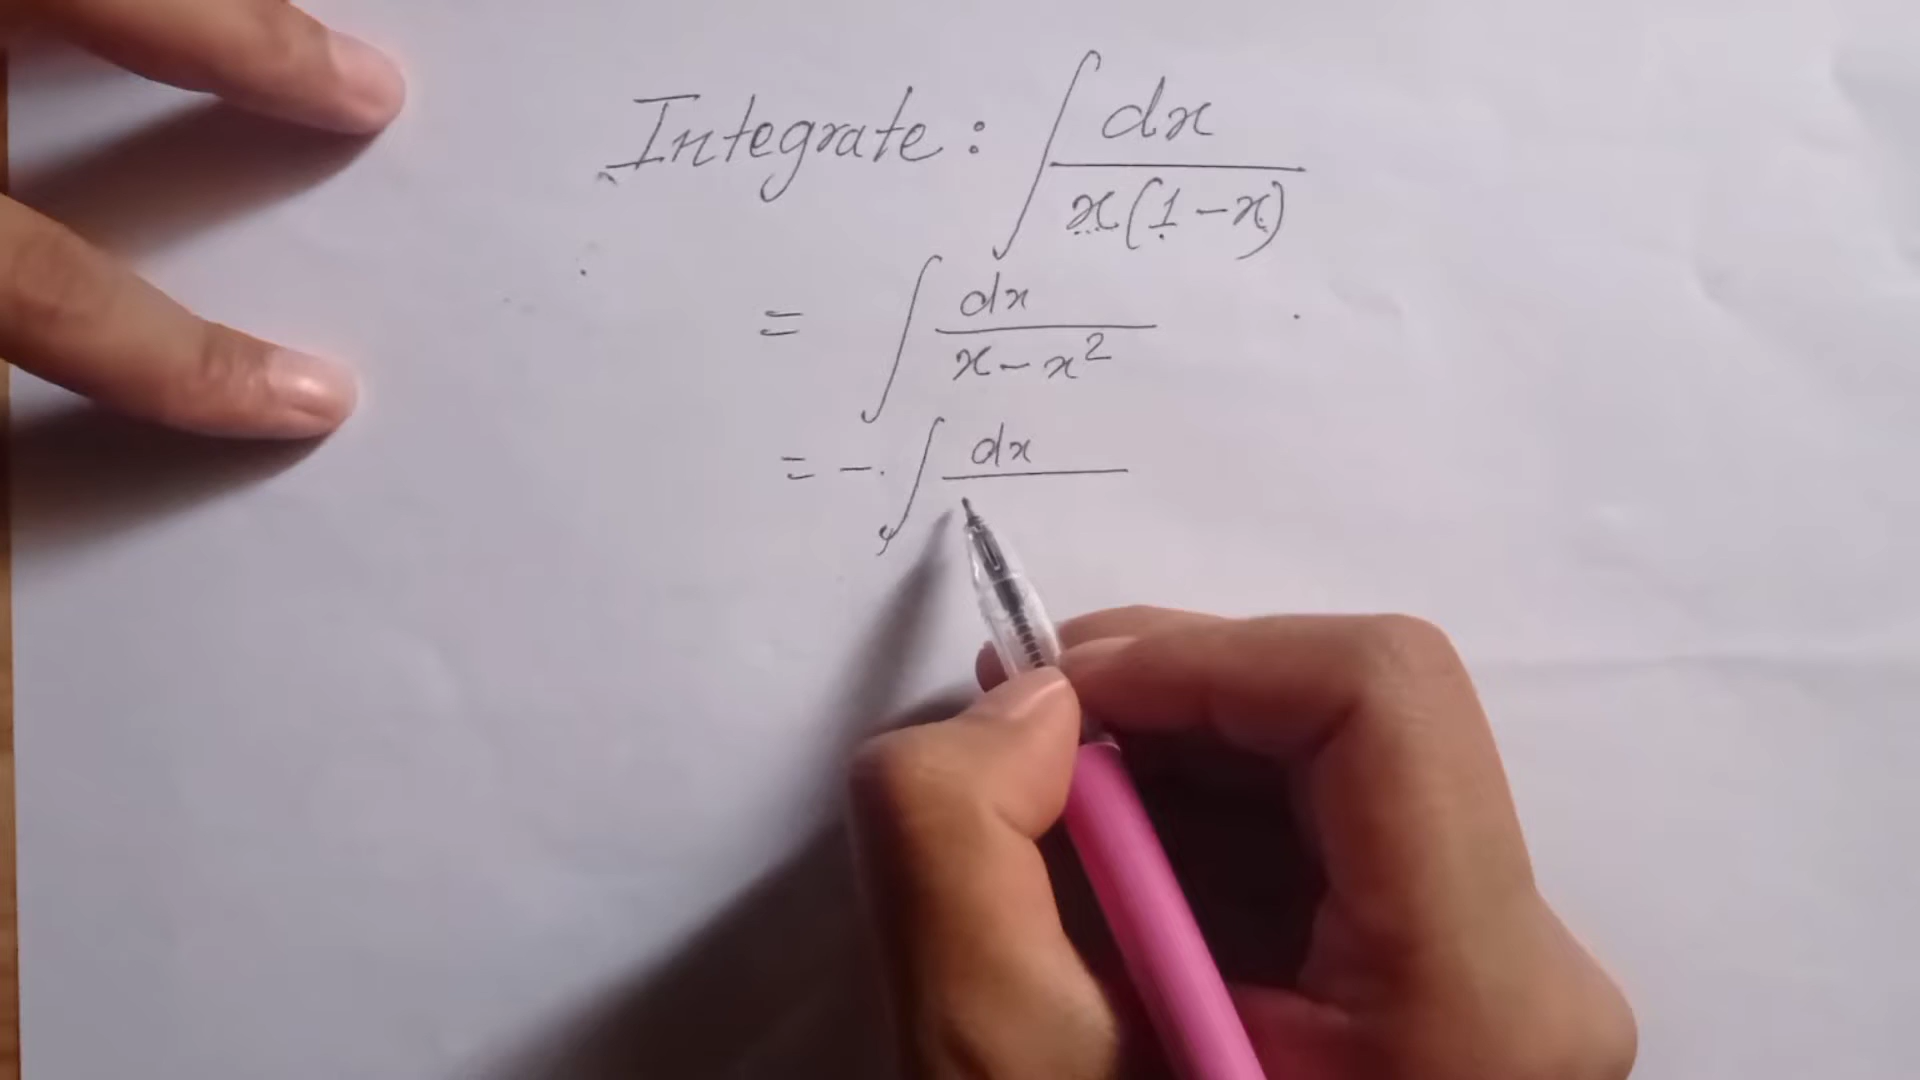 Integrate: ∫ dx / x(1-x)
= ∫ dx / x-x²
= - ∫ dx /